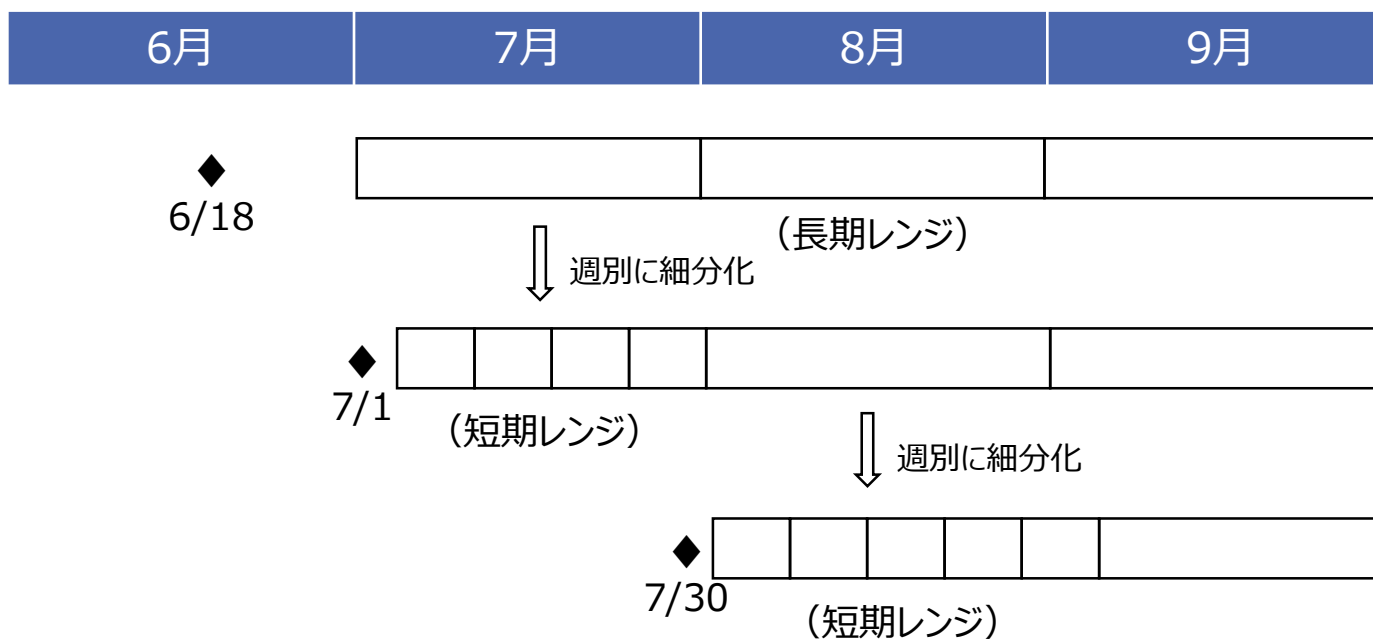 6月 7月 8月 9月
6/18
（長期レンジ）
週別に細分化
7/1
（短期レンジ）
週別に細分化
7/30
（短期レンジ）